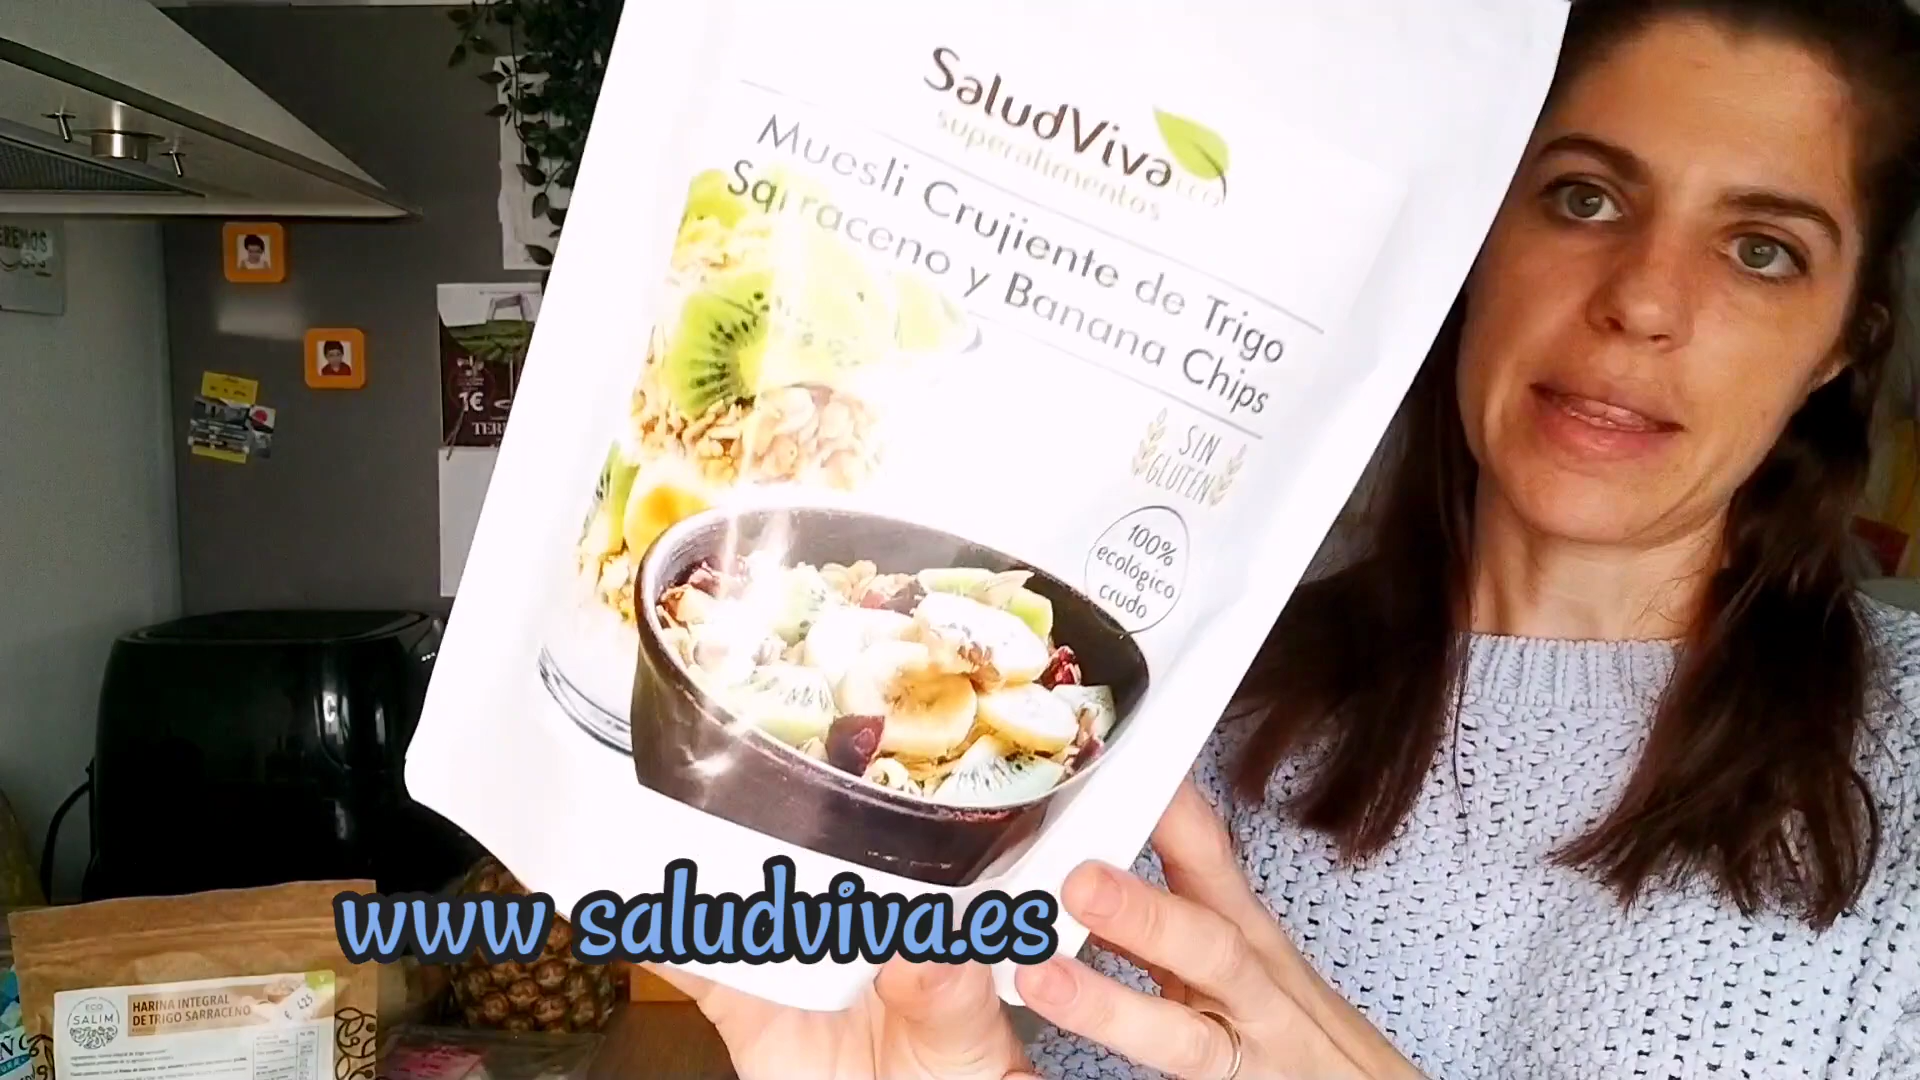 SaludViva
ECO
superalimentos
Muesli Crujiente de Trigo
Sarraceno y Banana Chips
SIN
GLUTEN
100%
ecológico
crudo
www saludviva.es
1€
ECO
SALIM
HARINA INTEGRAL
DE TRIGO SARRACENO